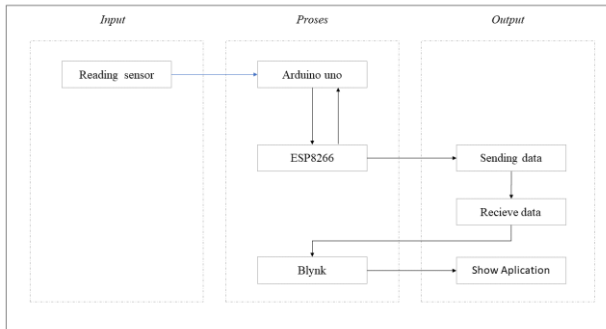 Input
Proses
Output
Reading sensor
Arduino uno
ESP8266
Sending data
Recieve data
Blynk
Show Aplication